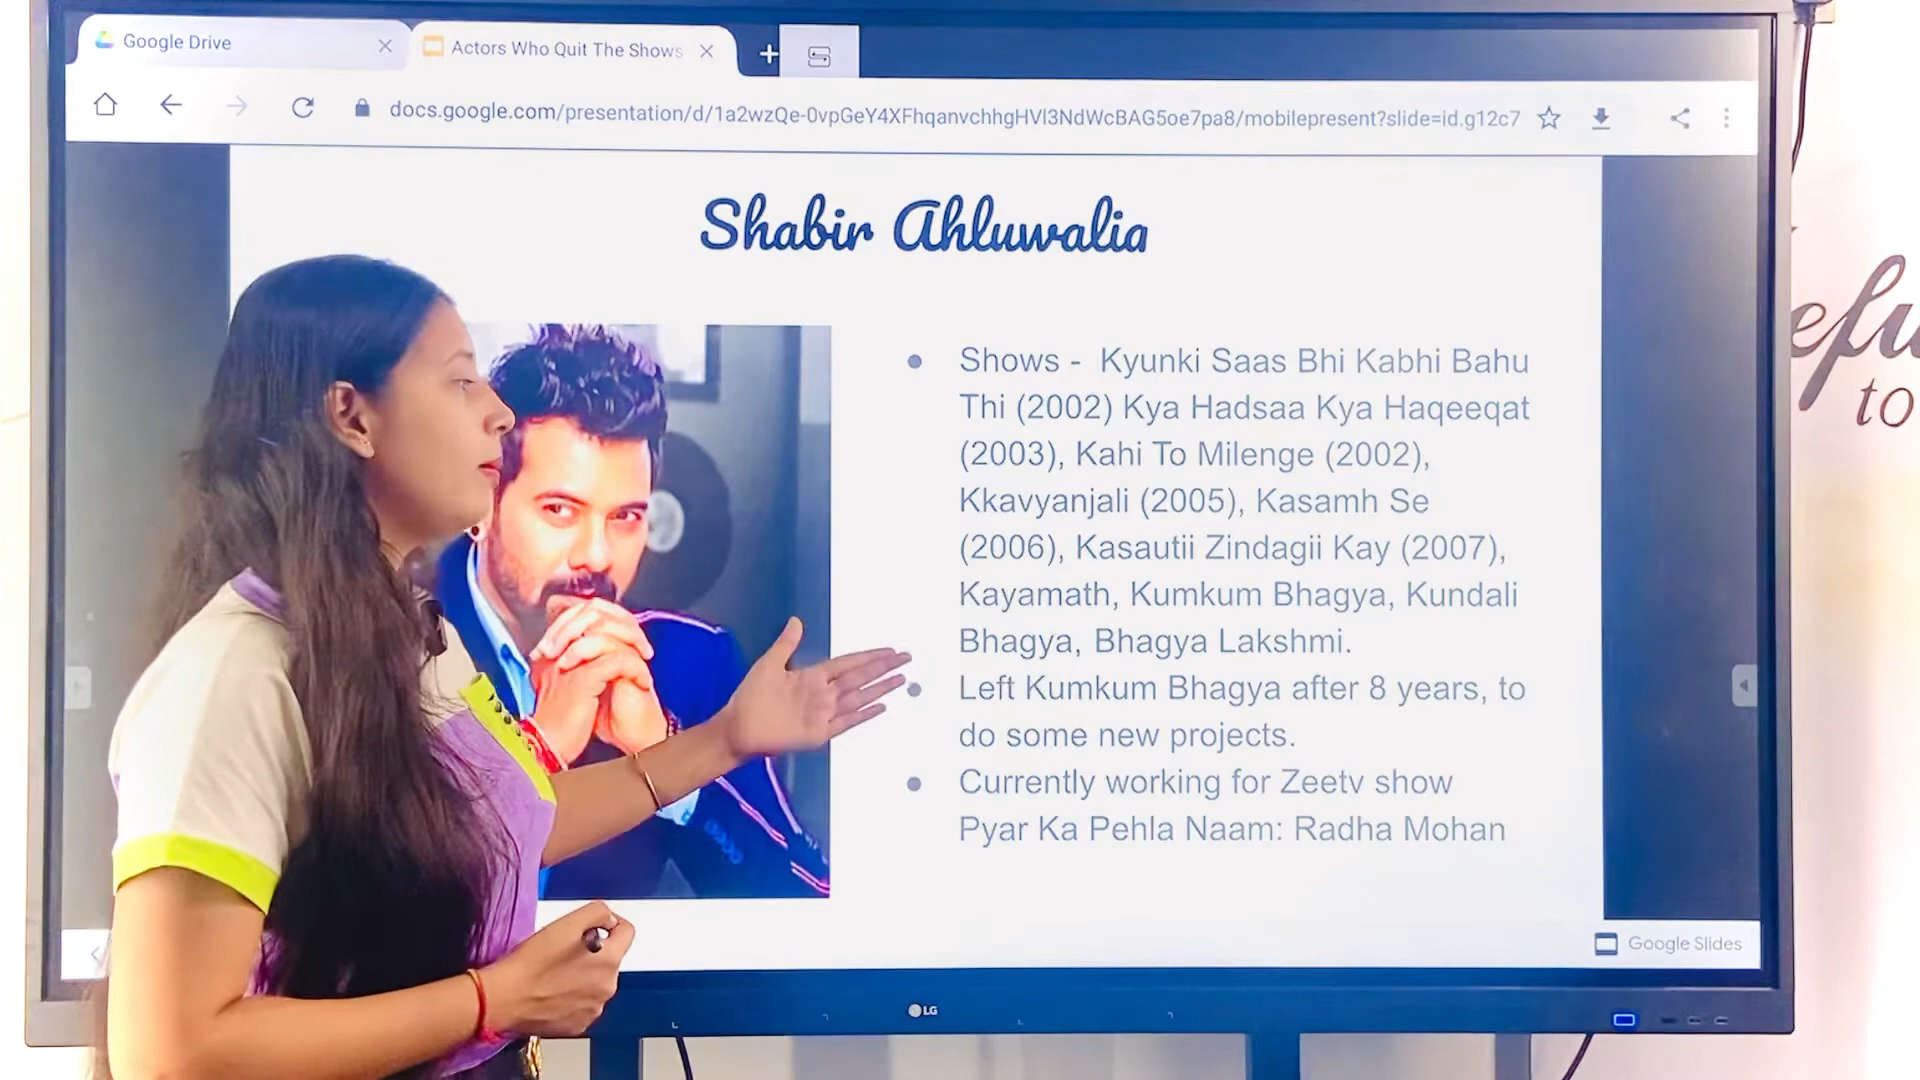 Google Drive
Actors Who Quit The Shows
docs.google.com/presentation/d/1a2wzQe-0vpGeY4XFhqanvchhgHVl3NdWcBAG5oe7pa8/mobilepresent?slide=id.g12c7
Shabir Ahluwalia
● Shows - Kyunki Saas Bhi Kabhi Bahu
Thi (2002) Kya Hadsaa Kya Haqeeqat
(2003), Kahi To Milenge (2002),
Kkavyanjali (2005), Kasamh Se
(2006), Kasautii Zindagii Kay (2007),
Kayamath, Kumkum Bhagya, Kundali
Bhagya, Bhagya Lakshmi.
● Left Kumkum Bhagya after 8 years, to
do some new projects.
● Currently working for Zeetv show
Pyar Ka Pehla Naam: Radha Mohan
Google Slides
LG
efu
to